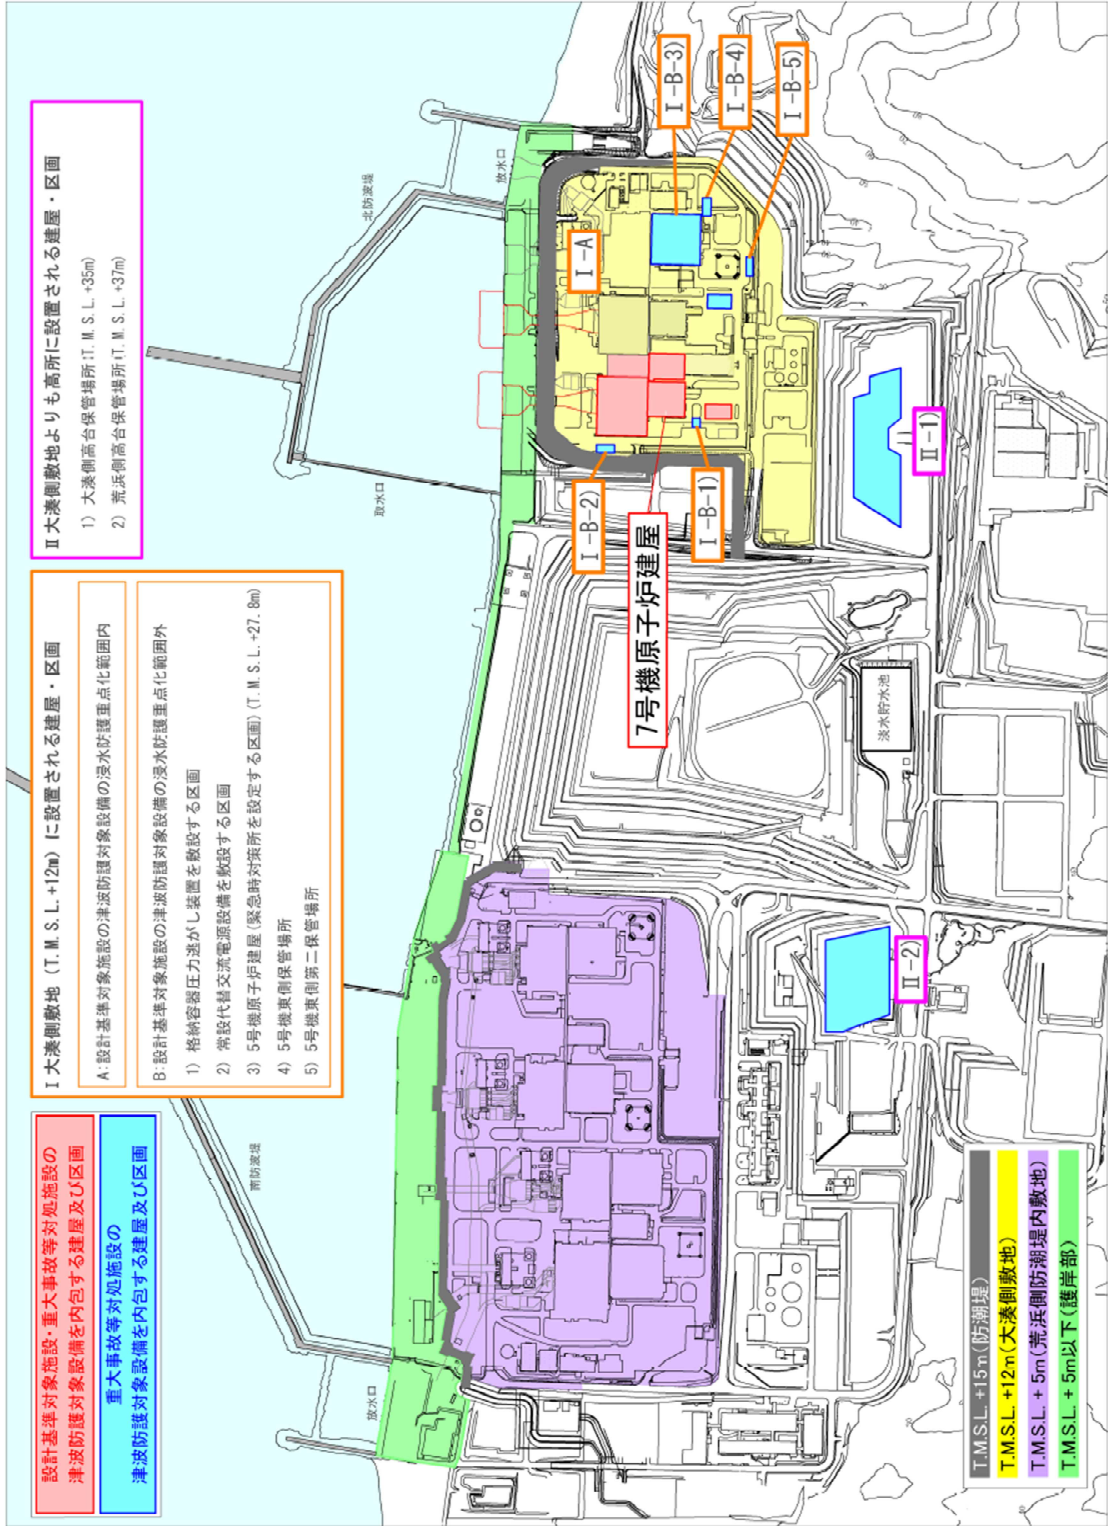 設計基準対象施設・重大事故等対処施設の
津波防護対象設備を内包する建屋及び区画
重大事故等対処施設の
津波防護対象設備を内包する建屋及び区画
Ⅰ 大湊側敷地 (T.M.S.L.+12m) に設置される建屋・区画
A:設計基準対象施設の津波防護対象設備の浸水防護重点化範囲内
B:設計基準対象施設の津波防護対象設備の浸水防護重点化範囲外
1) 格納容器圧力逃がし装置を敷設する区画
2) 常設代替交流電源設備を敷設する区画
3) 5号機原子炉建屋(緊急時対策所を設定する区画)(T.M.S.L.+27.8m)
4) 5号機東側保管場所
5) 5号機東側第二保管場所
Ⅱ 大湊側敷地よりも高所に設置される建屋・区画
1) 大湊側高台保管場所(T.M.S.L.+35m)
2) 荒浜側高台保管場所(T.M.S.L.+37m)
南防波堤
北防波堤
放水口
取水口
放水口
Ⅰ-A
Ⅰ-B-3)
Ⅰ-B-4)
Ⅰ-B-5)
Ⅰ-B-2)
Ⅰ-B-1)
7号機原子炉建屋
Ⅱ-1)
Ⅱ-2)
淡水貯水池
T.M.S.L. +15m(防潮堤)
T.M.S.L. +12m(大湊側敷地)
T.M.S.L. + 5m(荒浜側防潮堤内敷地)
T.M.S.L. + 5m以下(護岸部)